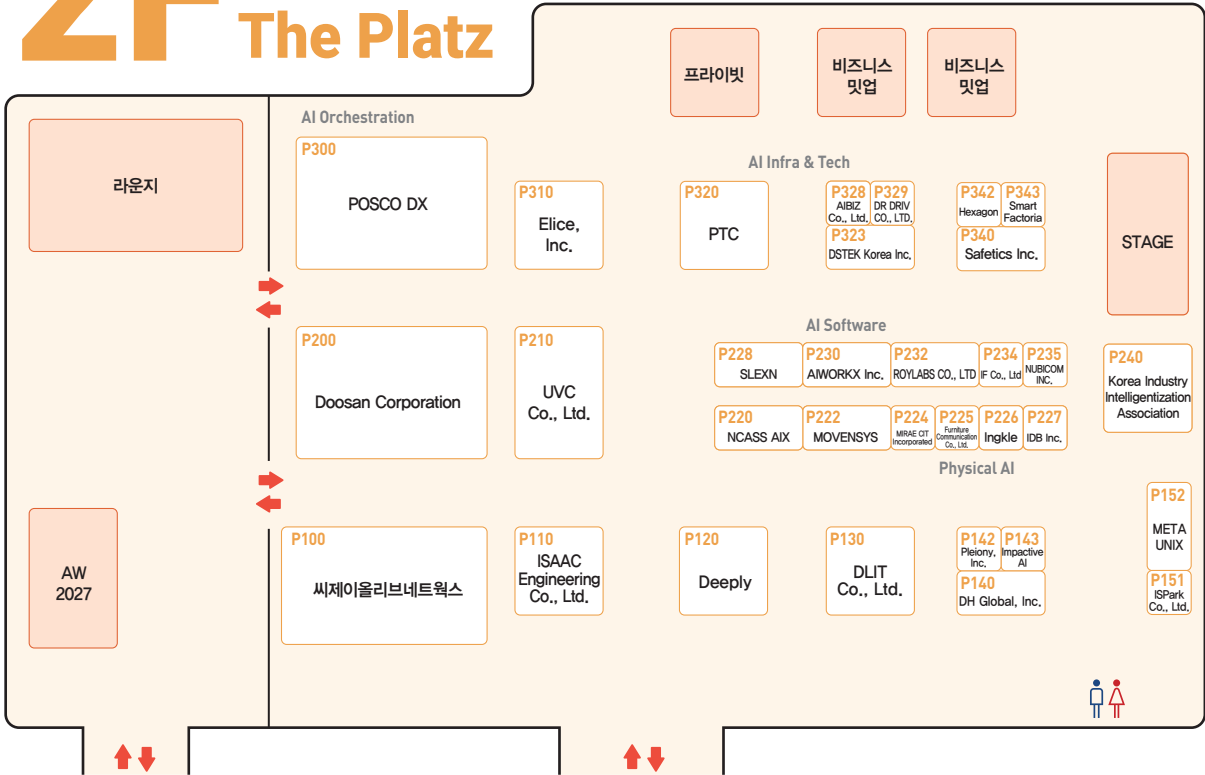 2F
The Platz
프라이빗
비즈니스
밋업
비즈니스
밋업
라운지
AI Orchestration
P300
POSCO DX
P310
Elice,
Inc.
AI Infra & Tech
P320
PTC
P328
AIBIZ
Co., Ltd.
P329
DR DRIV
CO., LTD.
P323
DSTEK Korea Inc.
P342
Hexagon
P343
Smart
Factoria
P340
Safetics Inc.
STAGE
P200
Doosan Corporation
P210
UVC
Co., Ltd.
AI Software
P228
SLEXN
P230
AIWORKX Inc.
P232
ROYLABS CO., LTD
P234
IF Co., Ltd
P235
NUBICOM
INC.
P240
Korea Industry
Intelligentization
Association
P220
NCASS AIX
P222
MOVENSYS
P224
MIRAE CIT
Incorporated
P225
Furniture
Communication
Co., Ltd.
P226
Ingkle
P227
IDB Inc.
Physical AI
AW
2027
P100
씨제이올리브네트웍스
P110
ISAAC
Engineering
Co., Ltd.
P120
Deeply
P130
DLIT
Co., Ltd.
P142
Pleiony,
Inc.
P143
Impactive
AI
P140
DH Global, Inc.
P152
META
UNIX
P151
ISPark
Co., Ltd.